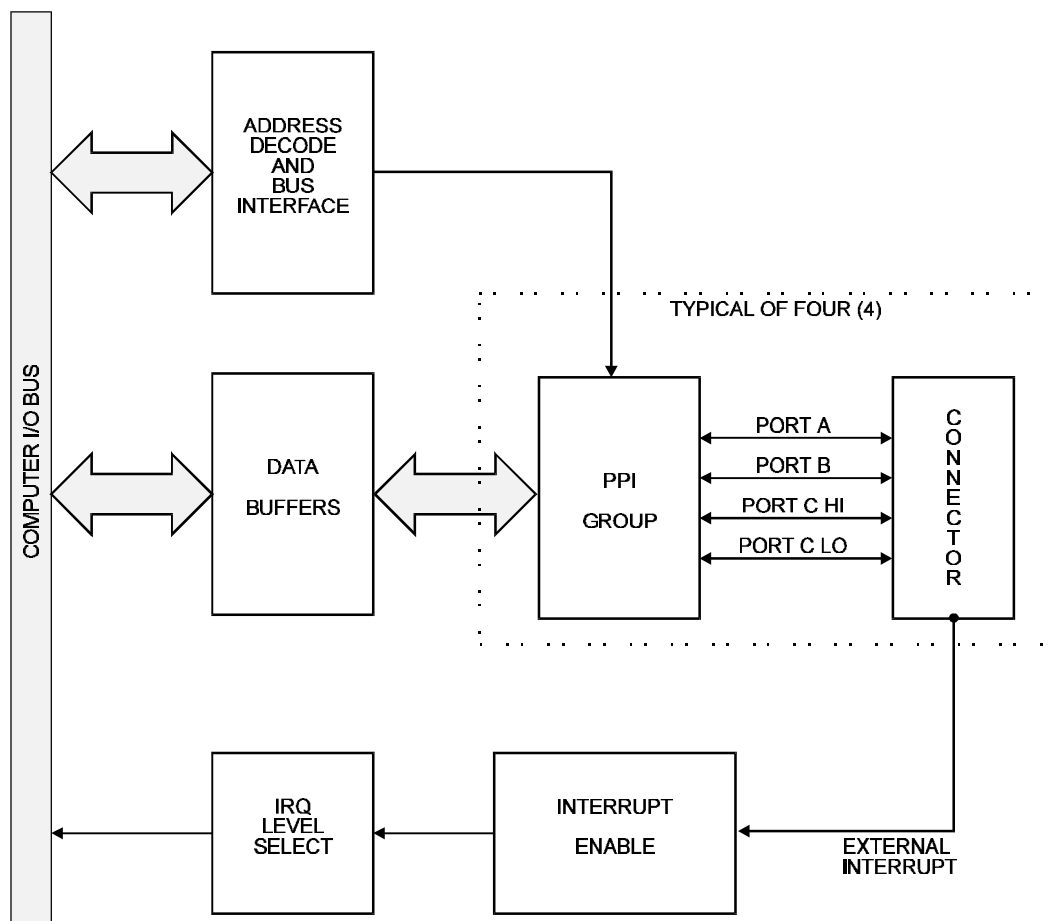 COMPUTER I/O BUS
ADDRESS
DECODE
AND
BUS
INTERFACE
TYPICAL OF FOUR (4)
DATA
BUFFERS
PPI
GROUP
PORT A
PORT B
PORT C HI
PORT C LO
CONNECTOR
IRQ
LEVEL
SELECT
INTERRUPT
ENABLE
EXTERNAL
INTERRUPT